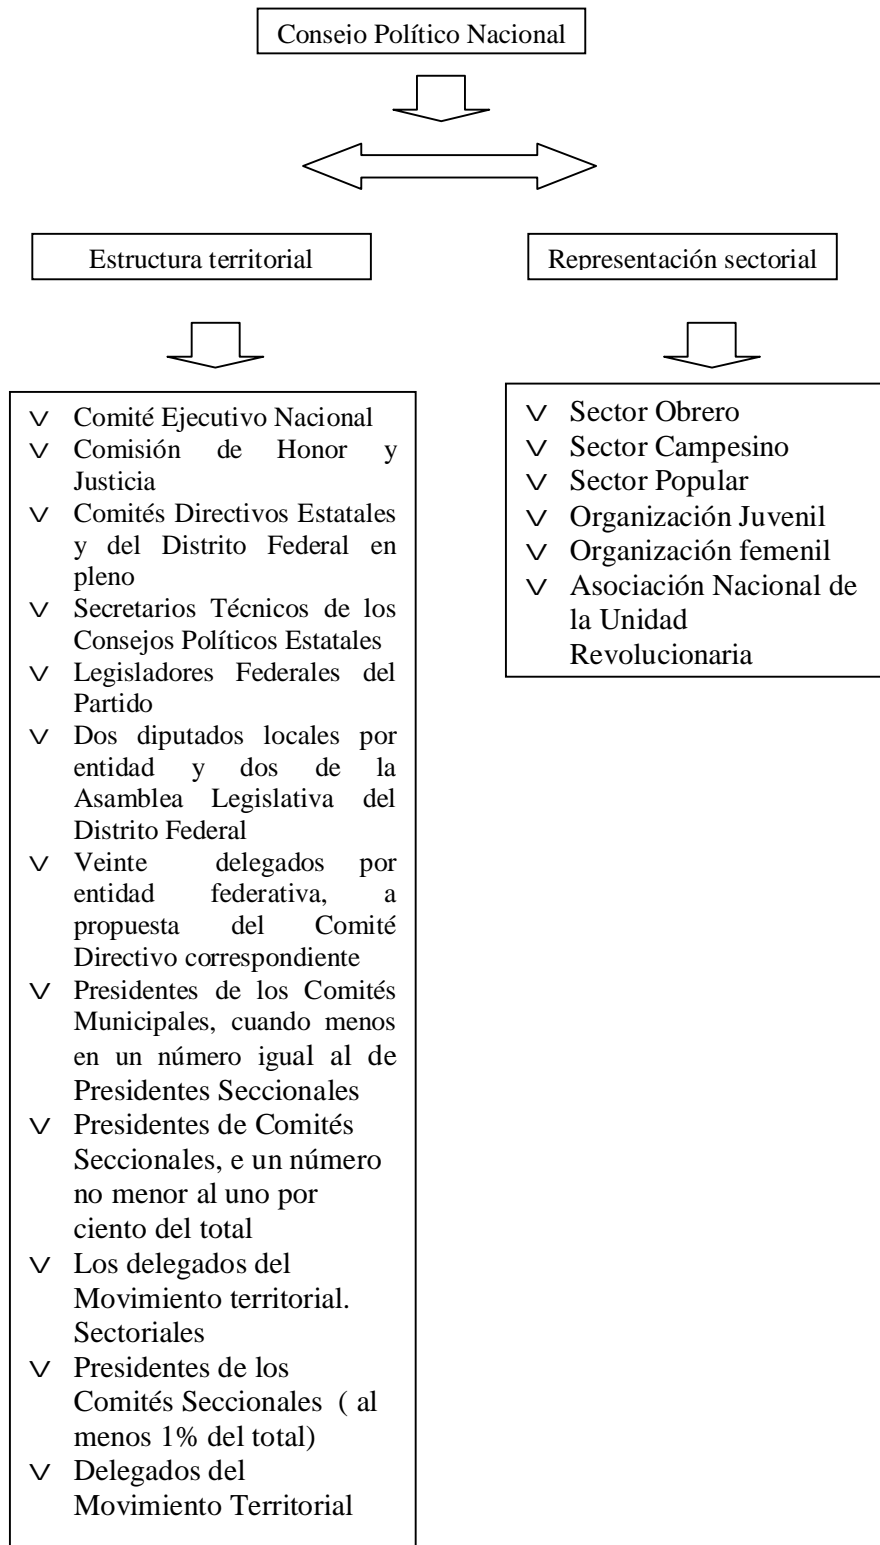 Consejo Político Nacional
Estructura territorial
Representación sectorial
v Comité Ejecutivo Nacional
v Comisión de Honor y
Justicia
v Comités Directivos Estatales
y del Distrito Federal en
pleno
v Secretarios Técnicos de los
Consejos Políticos Estatales
v Legisladores Federales del
Partido
v Dos diputados locales por
entidad y dos de la
Asamblea Legislativa del
Distrito Federal
v Veinte delegados por
entidad federativa, a
propuesta del Comité
Directivo correspondiente
v Presidentes de los Comités
Municipales, cuando menos
en un número igual al de
Presidentes Seccionales
v Presidentes de Comités
Seccionales, e un número
no menor al uno por
ciento del total
v Los delegados del
Movimiento territorial.
Sectoriales
v Presidentes de los
Comités Seccionales ( al
menos 1% del total)
v Delegados del
Movimiento Territorial
v Sector Obrero
v Sector Campesino
v Sector Popular
v Organización Juvenil
v Organización femenil
v Asociación Nacional de
la Unidad
Revolucionaria